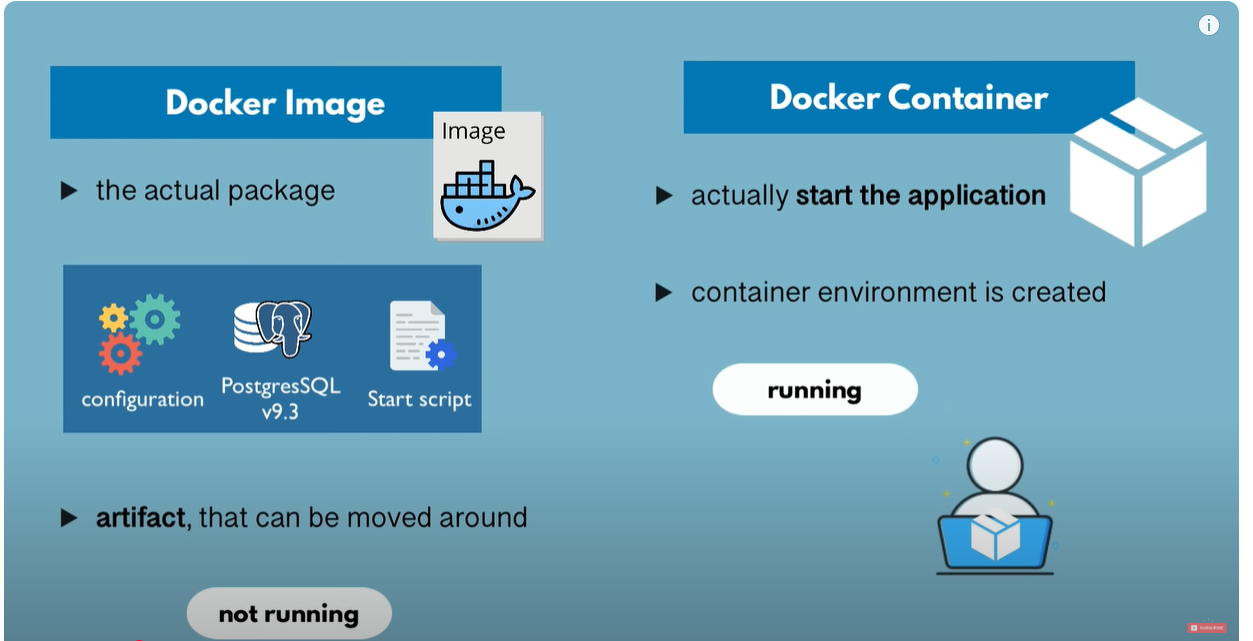 Docker Image
Image
the actual package
configuration
PostgresSQL
v9.3
Start script
artifact, that can be moved around
not running
Docker Container
actually start the application
container environment is created
running
SUBSCRIBE